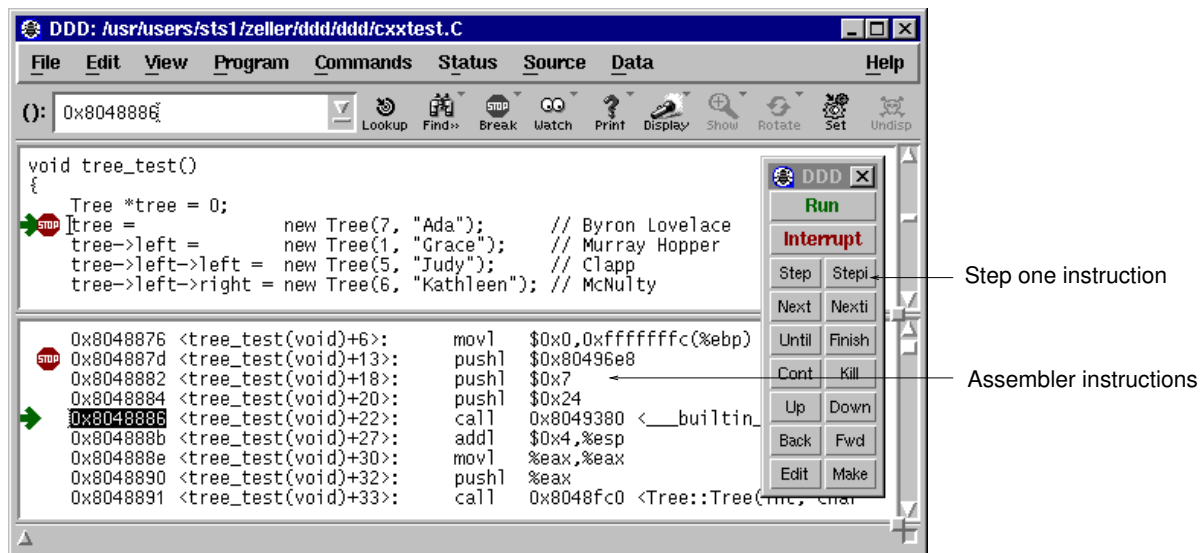 DDD: /usr/users/sts1/zeller/ddd/ddd/cxxtest.C
File Edit View Program Commands Status Source Data Help
(): 0x8048886
Lookup Find» Break Watch Print Display Show Rotate Set Undisp
void tree_test()
{
Tree *tree = 0;
STOP tree = new Tree(7, "Ada"); // Byron Lovelace
tree->left = new Tree(1, "Grace"); // Murray Hopper
tree->left->left = new Tree(5, "Judy"); // Clapp
tree->left->right = new Tree(6, "Kathleen"); // McNulty
0x8048876 <tree_test(void)+6>: movl $0x0,0xfffffffc(%ebp)
STOP 0x804887d <tree_test(void)+13>: pushl $0x80496e8
0x8048882 <tree_test(void)+18>: pushl $0x7
0x8048884 <tree_test(void)+20>: pushl $0x24
0x8048886 <tree_test(void)+22>: call 0x8049380 <___builtin_
0x804888b <tree_test(void)+27>: addl $0x4,%esp
0x804888e <tree_test(void)+30>: movl %eax,%eax
0x8048890 <tree_test(void)+32>: pushl %eax
0x8048891 <tree_test(void)+33>: call 0x8048fc0 <Tree::Tree(int, char
DDD
Run
Interrupt
Step Stepi
Next Nexti
Until Finish
Cont Kill
Up Down
Back Fwd
Edit Make
Step one instruction
Assembler instructions